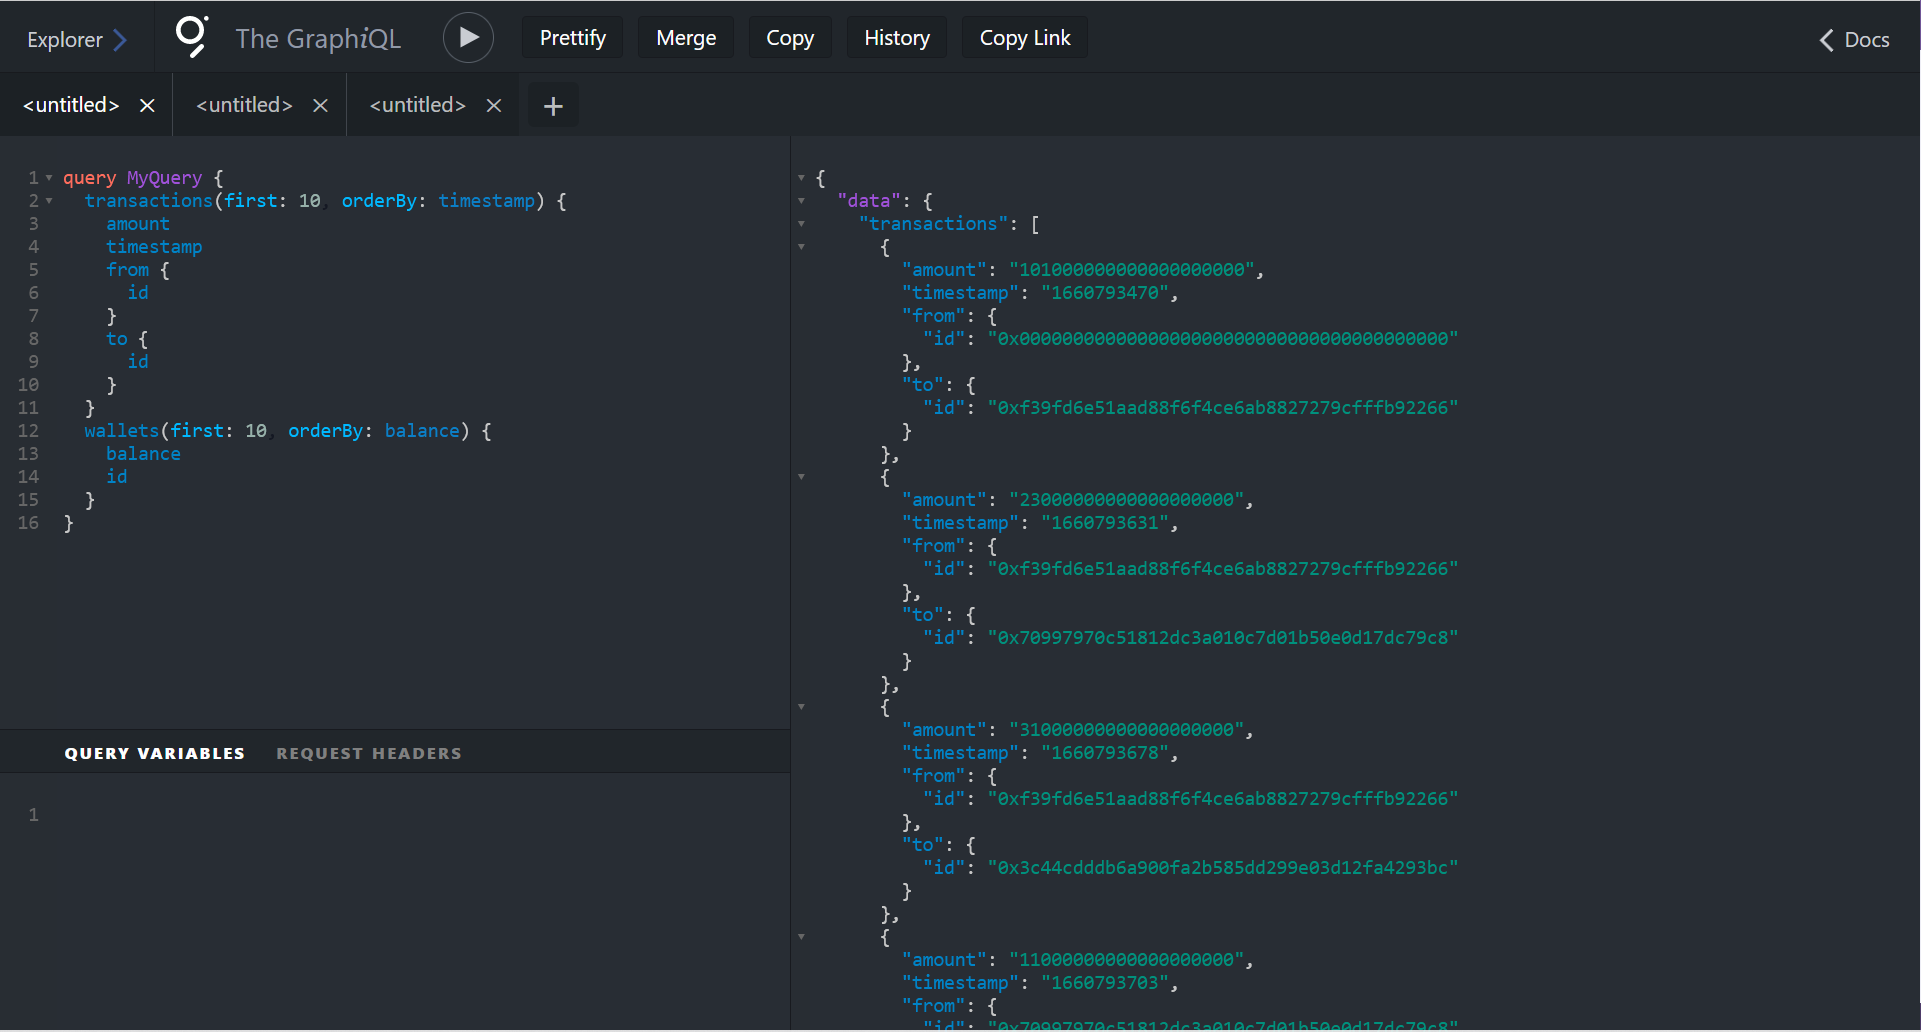 Explorer
The GraphiQL
Prettify
Merge
Copy
History
Copy Link
Docs
<untitled>
<untitled>
<untitled>
1 query MyQuery {
2 transactions(first: 10, orderBy: timestamp) {
3 amount
4 timestamp
5 from {
6 id
7 }
8 to {
9 id
10 }
11 }
12 wallets(first: 10, orderBy: balance) {
13 balance
14 id
15 }
16 }
QUERY VARIABLES
REQUEST HEADERS
1
{
"data": {
"transactions": [
{
"amount": "101000000000000000000",
"timestamp": "1660793470",
"from": {
"id": "0x0000000000000000000000000000000000000000"
},
"to": {
"id": "0xf39fd6e51aad88f6f4ce6ab8827279cfffb92266"
}
},
{
"amount": "23000000000000000000",
"timestamp": "1660793631",
"from": {
"id": "0xf39fd6e51aad88f6f4ce6ab8827279cfffb92266"
},
"to": {
"id": "0x70997970c51812dc3a010c7d01b50e0d17dc79c8"
}
},
{
"amount": "31000000000000000000",
"timestamp": "1660793678",
"from": {
"id": "0xf39fd6e51aad88f6f4ce6ab8827279cfffb92266"
},
"to": {
"id": "0x3c44cdddb6a900fa2b585dd299e03d12fa4293bc"
}
},
{
"amount": "11000000000000000000",
"timestamp": "1660793703",
"from": {
"id": "0x70997970c51812dc3a010c7d01b50e0d17dc79c8"